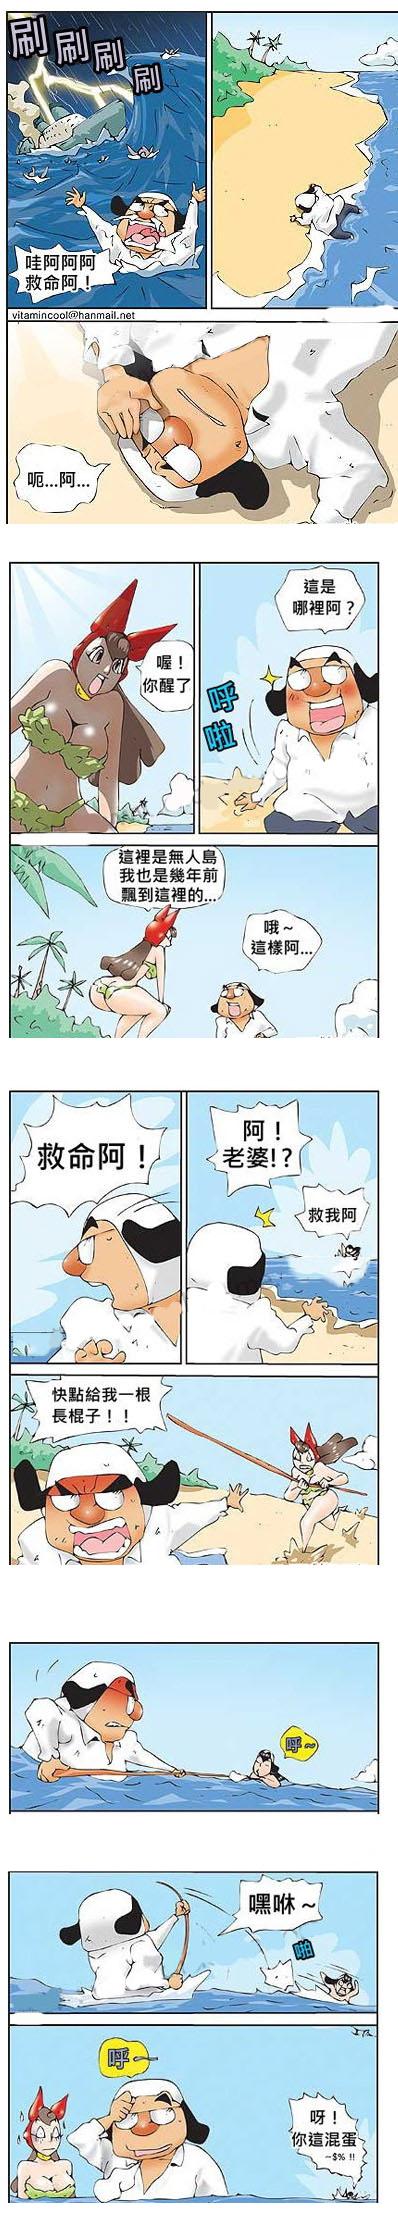 刷刷刷刷
哇阿阿阿
救命阿！
vitamincool@hanmail.net
呃...阿...
喔！
你醒了
這是
哪裡阿？
呼啦
這裡是無人島
我也是幾年前
飄到這裡的...
哦～
這樣阿...
救命阿！
阿！
老婆!?
救我阿
快點給我一根
長棍子！！
呼～
嘿咻～
啪
呼～
呀！
你這混蛋
~$% !!